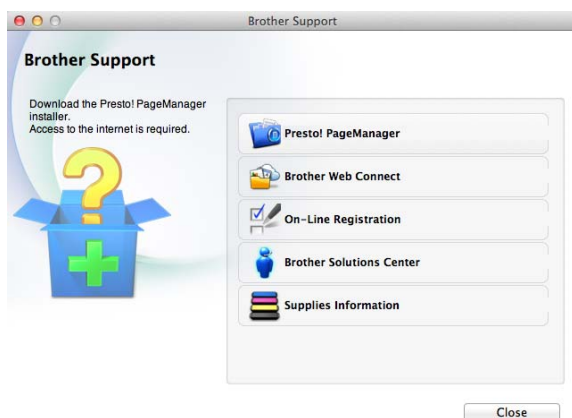 Brother Support
Brother Support
Download the Presto! PageManager
installer.
Access to the internet is required.
Presto! PageManager
Brother Web Connect
On-Line Registration
Brother Solutions Center
Supplies Information
Close